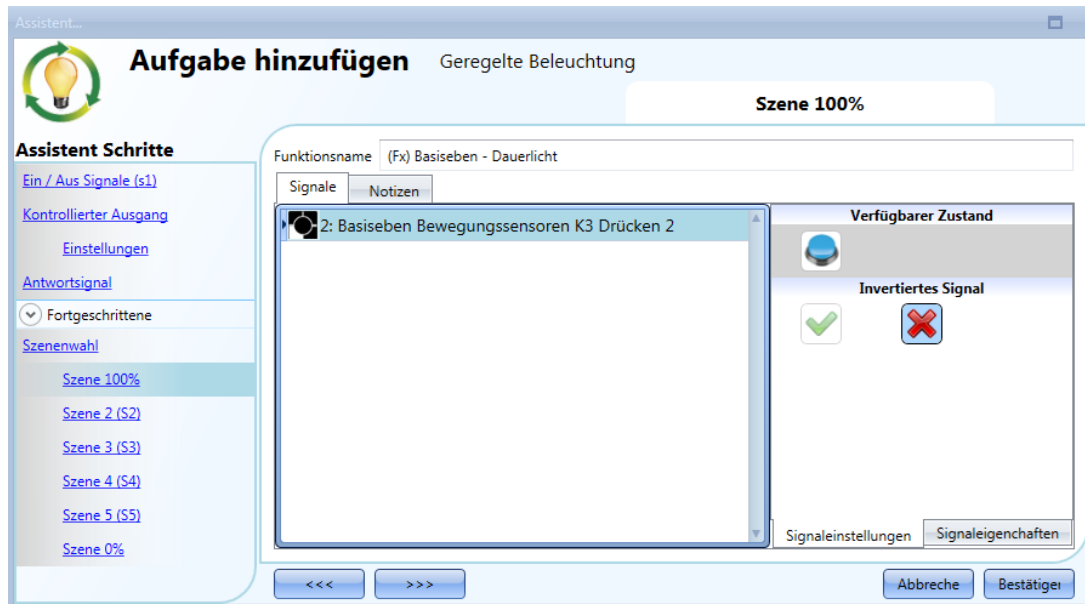 Assistent...
Aufgabe hinzufügen
Geregelte Beleuchtung
Szene 100%
Assistent Schritte
Ein / Aus Signale (s1)
Kontrollierter Ausgang
Einstellungen
Antwortsignal
Fortgeschrittene
Szenenwahl
Szene 100%
Szene 2 (S2)
Szene 3 (S3)
Szene 4 (S4)
Szene 5 (S5)
Szene 0%
Funktionsname (Fx) Basiseben - Dauerlicht
Signale Notizen
2: Basiseben Bewegungssensoren K3 Drücken 2
Verfügbarer Zustand
Invertiertes Signal
Signaleinstellungen Signaleigenschaften
<<< >>> Abbreche Bestätiger